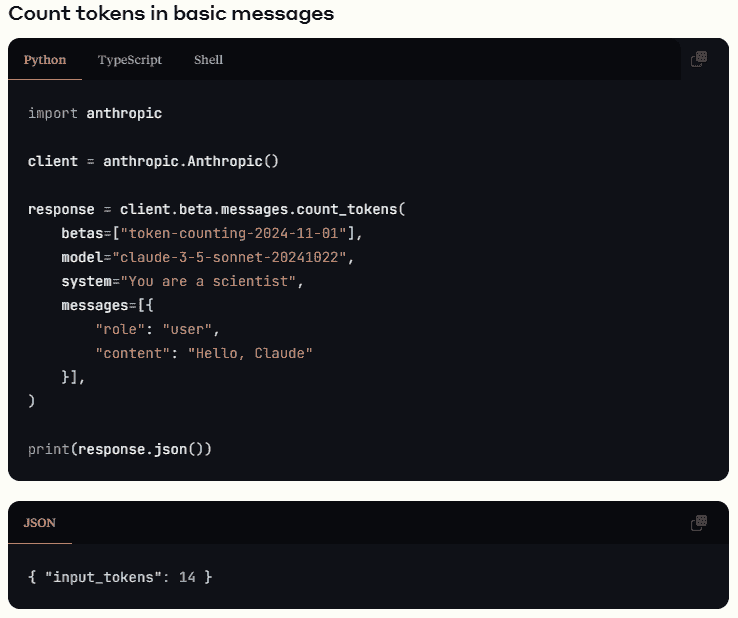 Count tokens in basic messages
Python TypeScript Shell
import anthropic
client = anthropic.Anthropic()
response = client.beta.messages.count_tokens(
    betas=["token-counting-2024-11-01"],
    model="claude-3-5-sonnet-20241022",
    system="You are a scientist",
    messages=[{
        "role": "user",
        "content": "Hello, Claude"
    }],
)
print(response.json())
JSON
{ "input_tokens": 14 }